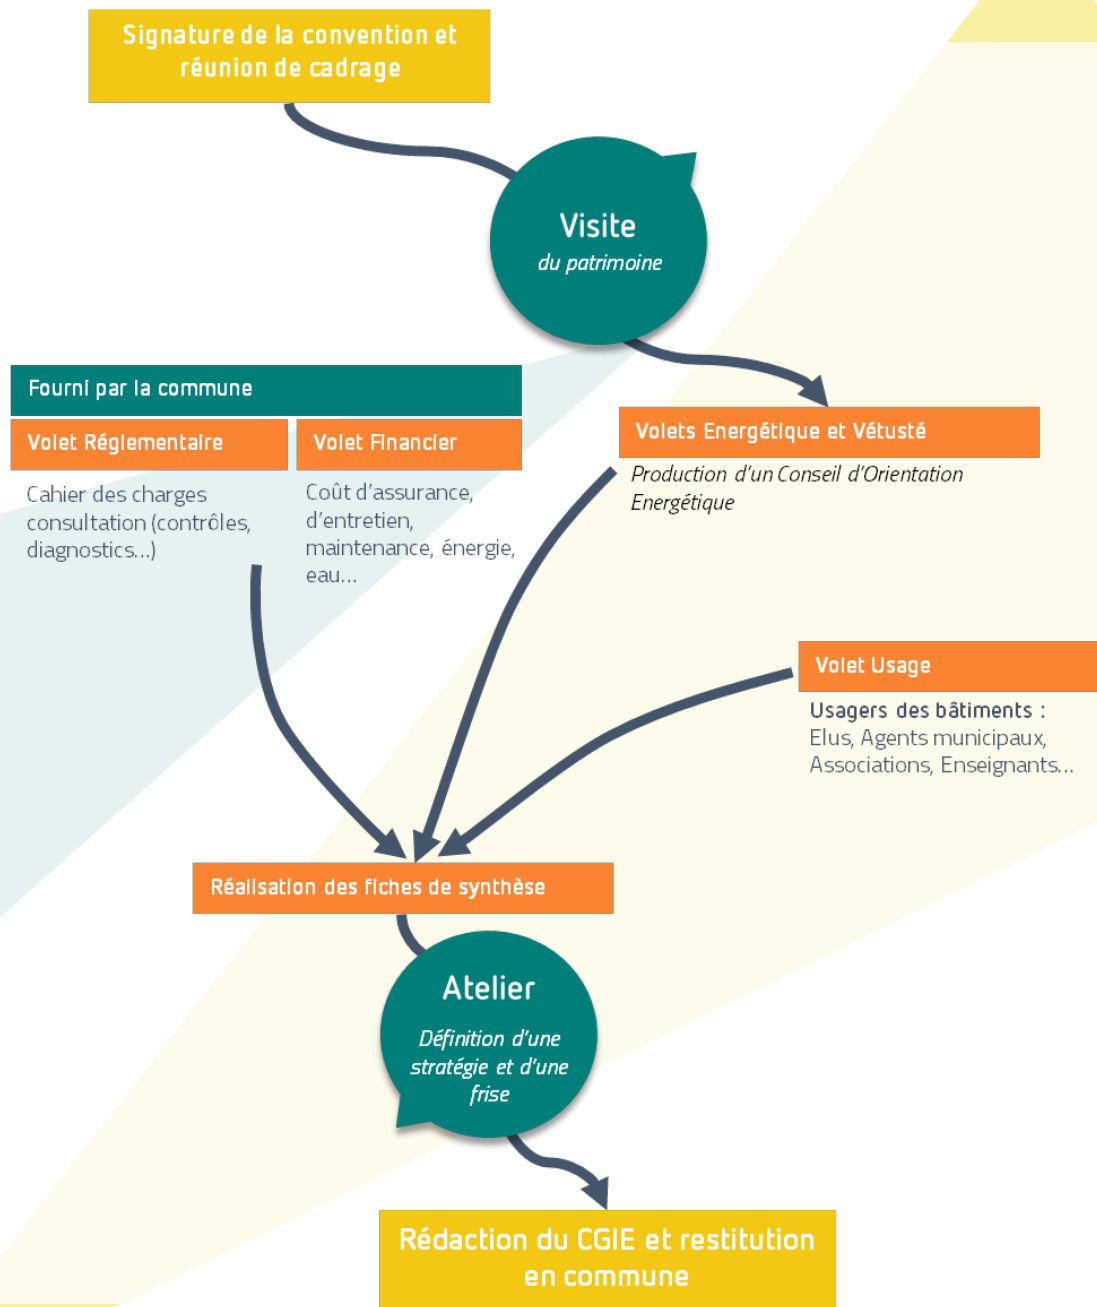 Signature de la convention et
réunion de cadrage
Visite
du patrimoine
Fourni par la commune
Volet Réglementaire
Cahier des charges
consultation (contrôles,
diagnostics...)
Volet Financier
Coût d'assurance,
d'entretien,
maintenance, énergie,
eau...
Volets Energétique et Vétusté
Production d'un Conseil d'Orientation
Energétique
Volet Usage
Usagers des bâtiments :
Elus, Agents municipaux,
Associations, Enseignants...
Réalisation des fiches de synthèse
Atelier
Définition d'une
stratégie et d'une
frise
Rédaction du CGIE et restitution
en commune